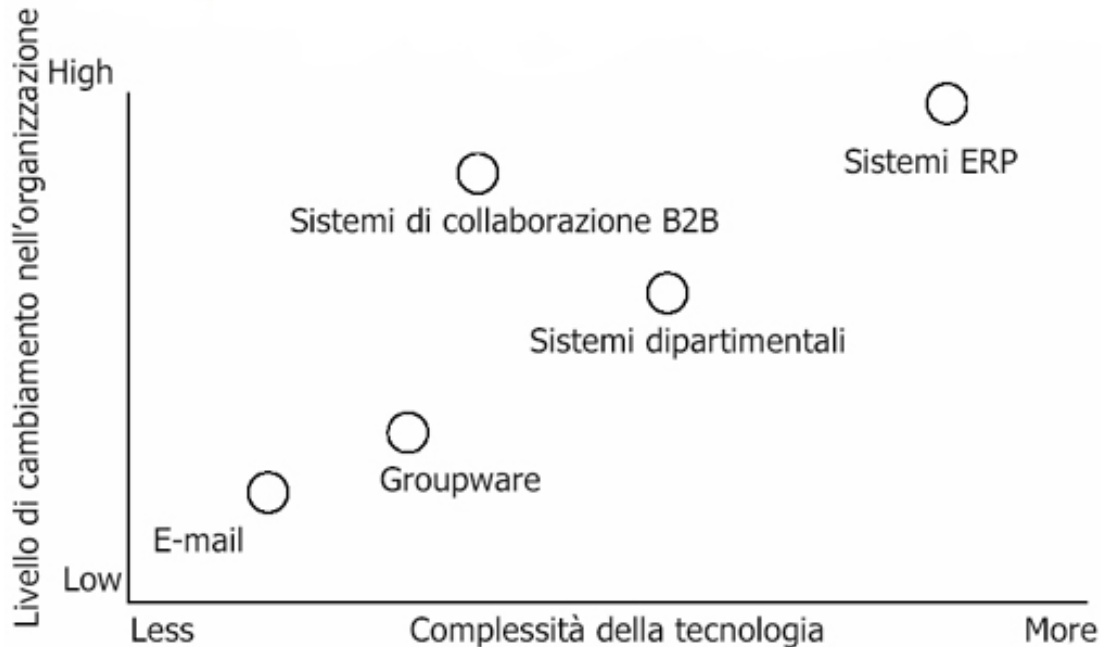 Livello di cambiamento nell'organizzazione
High
Sistemi ERP
Sistemi di collaborazione B2B
Sistemi dipartimentali
Groupware
E-mail
Low
Less
Complessità della tecnologia
More